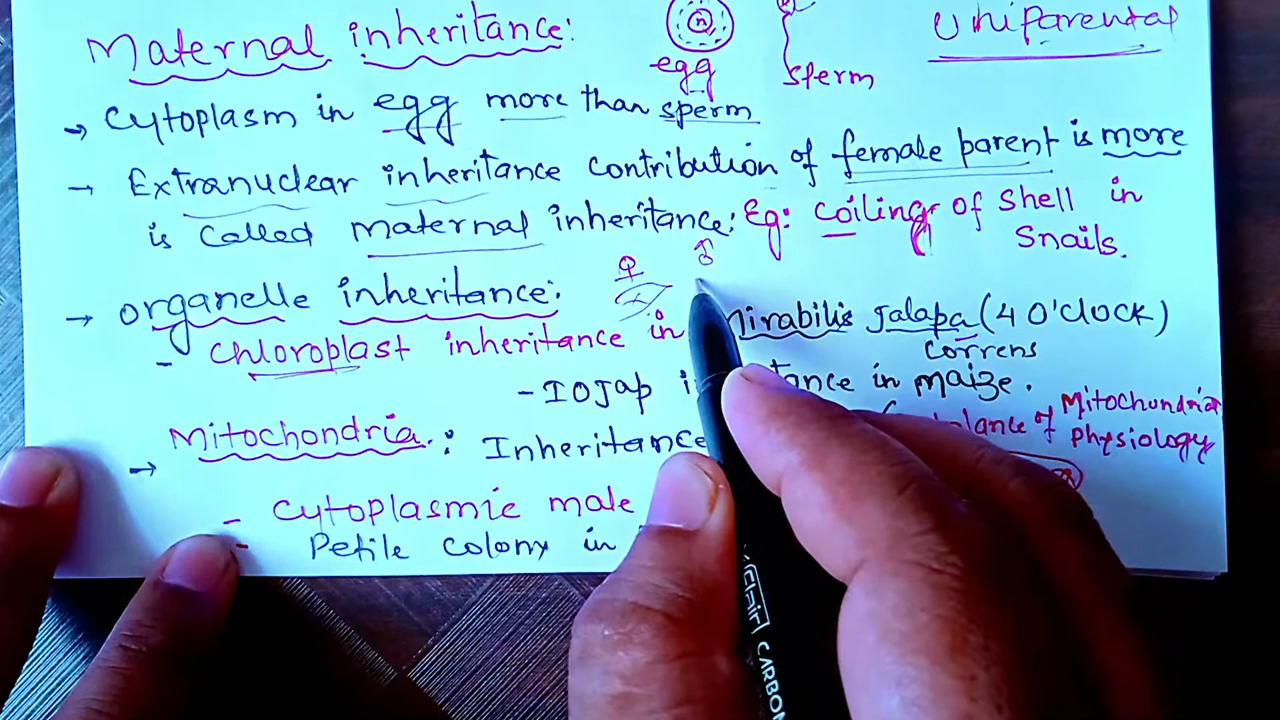 Maternal inheritance:
n
egg
sperm
Uniparental
→ Cytoplasm in egg more than sperm
→ Extranuclear inheritance contribution of female parent is more
is called maternal inheritance: Eg: coiling of shell in
Snails.
♀ ♂
→ organelle inheritance:
- Chloroplast inheritance in Mirabilis Jalapa (4 O'clock)
Correns
- IOJap in maize.
→ Mitochondria: Inheritance of Mitochondria
Physiology
- Cytoplasmic male
- Petile colony in
CARBON